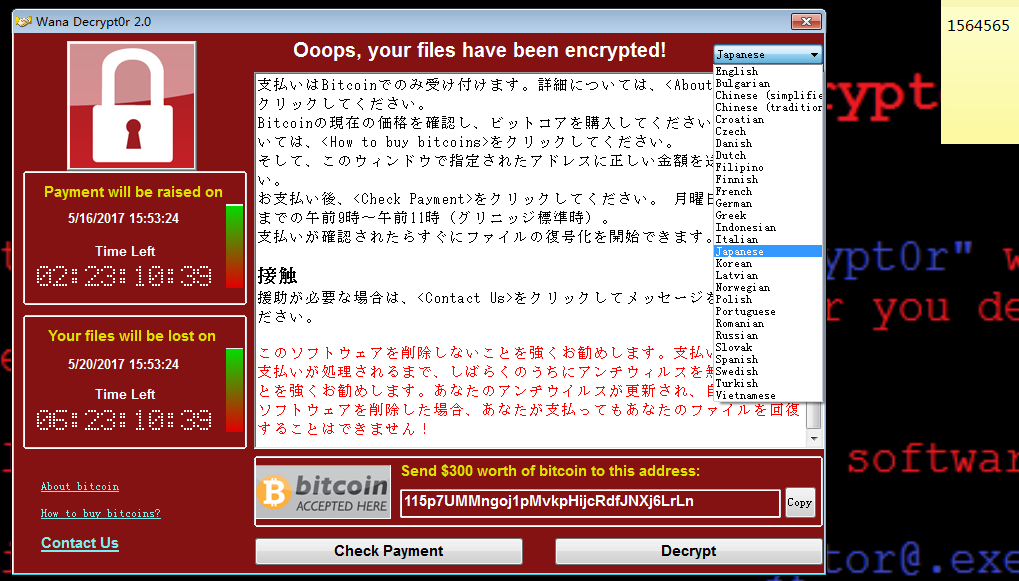 Wana Decrypt0r 2.0
1564565
Ooops, your files have been encrypted!
Japanese
English
Bulgarian
Chinese (simplifie
Chinese (tradition
Croatian
Czech
Danish
Dutch
Filipino
Finnish
French
German
Greek
Indonesian
Italian
Japanese
Korean
Latvian
Norwegian
Polish
Portuguese
Romanian
Russian
Slovak
Spanish
Swedish
Turkish
Vietnamese
支払いはBitcoinでのみ受け付けます。詳細については、<About
クリックしてください。
Bitcoinの現在の価格を確認し、ビットコアを購入してください
いては、<How to buy bitcoins>をクリックしてください。
そして、このウィンドウで指定されたアドレスに正しい金額を送
い。
お支払い後、<Check Payment>をクリックしてください。 月曜日
までの午前9時〜午前11時（グリニッジ標準時）。
支払いが確認されたらすぐにファイルの復号化を開始できます。
接触
援助が必要な場合は、<Contact Us>をクリックしてメッセージを
ださい。
このソフトウェアを削除しないことを強くお勧めします。支払い
支払いが処理されるまで、しばらくのうちにアンチウィルスを無
とを強くお勧めします。あなたのアンチウイルスが更新され、自
ソフトウェアを削除した場合、あなたが支払ってもあなたのファイルを回復
することはできません！
Payment will be raised on
5/16/2017 15:53:24
Time Left
02:23:10:39
Your files will be lost on
5/20/2017 15:53:24
Time Left
06:23:10:39
About bitcoin
How to buy bitcoins?
Contact Us
bitcoin
ACCEPTED HERE
Send $300 worth of bitcoin to this address:
115p7UMMngoj1pMvkpHijcRdfJNXj6LrLn
Copy
Check Payment
Decrypt
rypt
ypt0r" w
r you de
softwar
tor@.exe